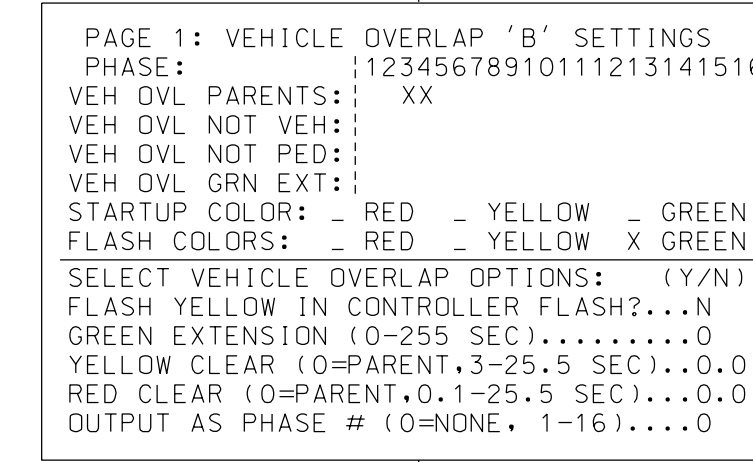 PAGE 1: VEHICLE OVERLAP 'B' SETTINGS
PHASE: |12345678910111213141516
VEH OVL PARENTS:| XX
VEH OVL NOT VEH:|
VEH OVL NOT PED:|
VEH OVL GRN EXT:|
STARTUP COLOR: _ RED _ YELLOW _ GREEN
FLASH COLORS: _ RED _ YELLOW X GREEN
SELECT VEHICLE OVERLAP OPTIONS: (Y/N)
FLASH YELLOW IN CONTROLLER FLASH?...N
GREEN EXTENSION (0-255 SEC).........0
YELLOW CLEAR (0=PARENT,3-25.5 SEC)..0.0
RED CLEAR (0=PARENT,0.1-25.5 SEC)...0.0
OUTPUT AS PHASE # (0=NONE, 1-16)....0